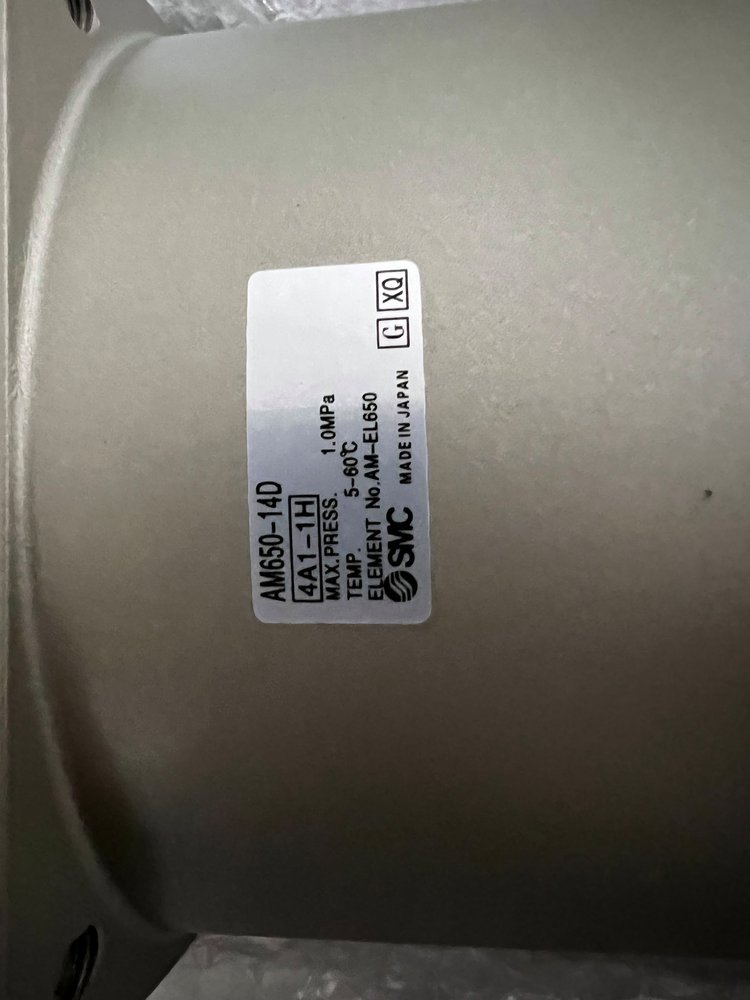 AM650-14D
4A1-1H
MAX.PRESS. 1.0MPa
TEMP. 5-60℃
ELEMENT No.AM-EL650
SMC MADE IN JAPAN G XQ